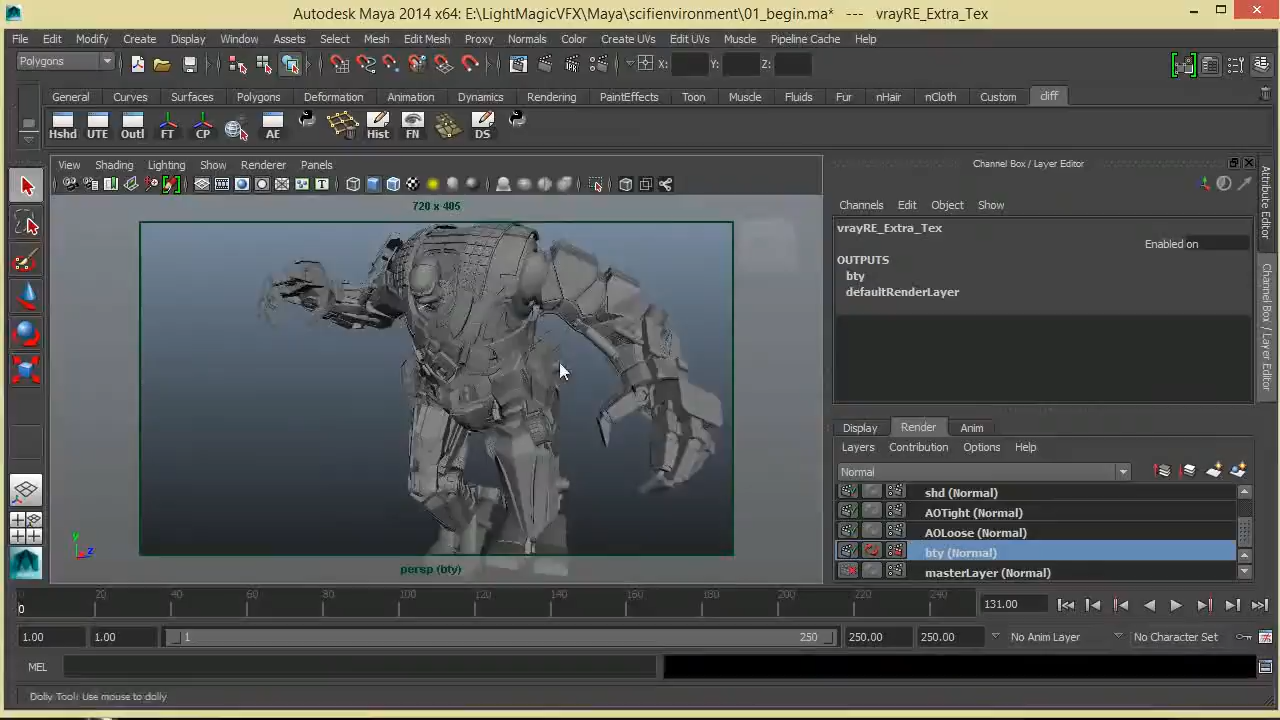 Autodesk Maya 2014 x64: E:\LightMagicVFX\Maya\scifienvironment\01_begin.ma* --- vrayRE_Extra_Tex
File Edit Modify Create Display Window Assets Select Mesh Edit Mesh Proxy Normals Color Create UVs Edit UVs Muscle Pipeline Cache Help
Polygons X: Y: Z:
General Curves Surfaces Polygons Deformation Animation Dynamics Rendering PaintEffects Toon Muscle Fluids Fur nHair nCloth Custom cliff
Hshd UTE Outl FT CP AE Hist FN DS
View Shading Lighting Show Renderer Panels
Channel Box / Layer Editor
720 x 405
Channels Edit Object Show
vrayRE_Extra_Tex
Enabled on
OUTPUTS
bty
defaultRenderLayer
Attribute Editor
Channel Box / Layer Editor
Display Render Anim
Layers Contribution Options Help
Normal
shd (Normal)
AOTight (Normal)
AOLoose (Normal)
bty (Normal)
masterLayer (Normal)
y
z
persp (bty)
0 20 40 60 80 100 120 140 160 180 200 220 240
0
131.00
1.00 1.00 1 250 250.00 250.00 No Anim Layer No Character Set
MEL
Dolly Tool: Use mouse to dolly